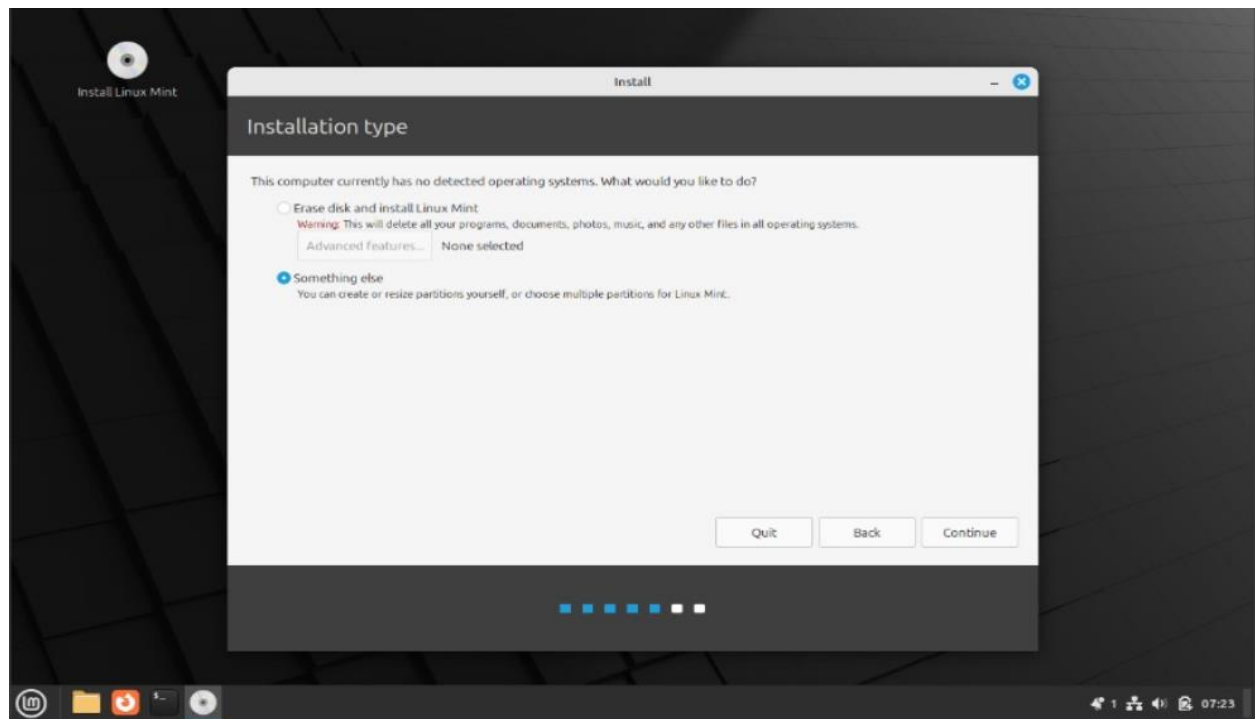 Install Linux Mint
Install
Installation type
This computer currently has no detected operating systems. What would you like to do?
Erase disk and install Linux Mint
Warning: This will delete all your programs, documents, photos, music, and any other files in all operating systems.
Advanced features... None selected
Something else
You can create or resize partitions yourself, or choose multiple partitions for Linux Mint.
Quit Back Continue
$_
1 07:23